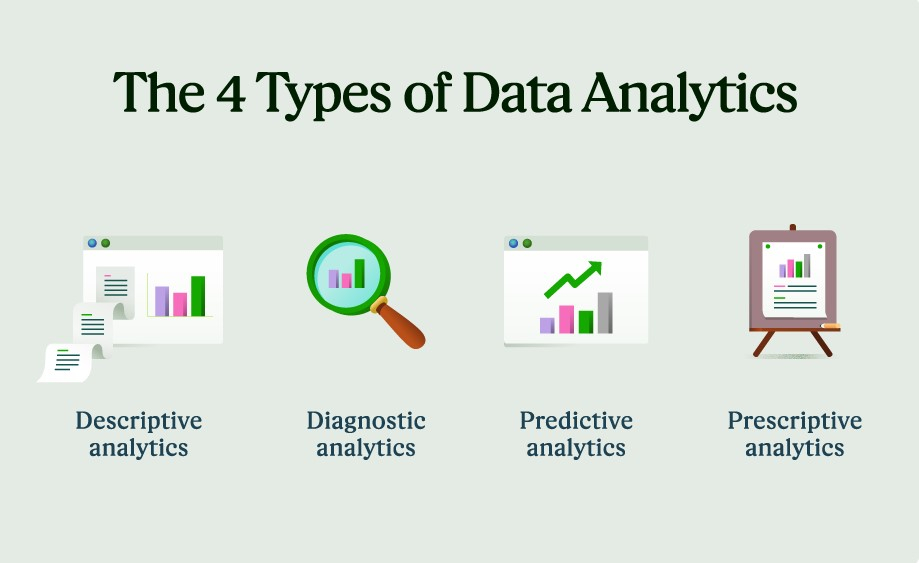 The 4 Types of Data Analytics
Descriptive
analytics
Diagnostic
analytics
Predictive
analytics
Prescriptive
analytics